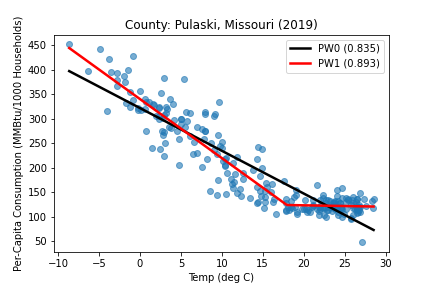 County: Pulaski, Missouri (2019)
PW0 (0.835)
PW1 (0.893)
Per-Capita Consumption (MMBtu/1000 Households)
450
400
350
300
250
200
150
100
50
−10 −5 0 5 10 15 20 25 30
Temp (deg C)